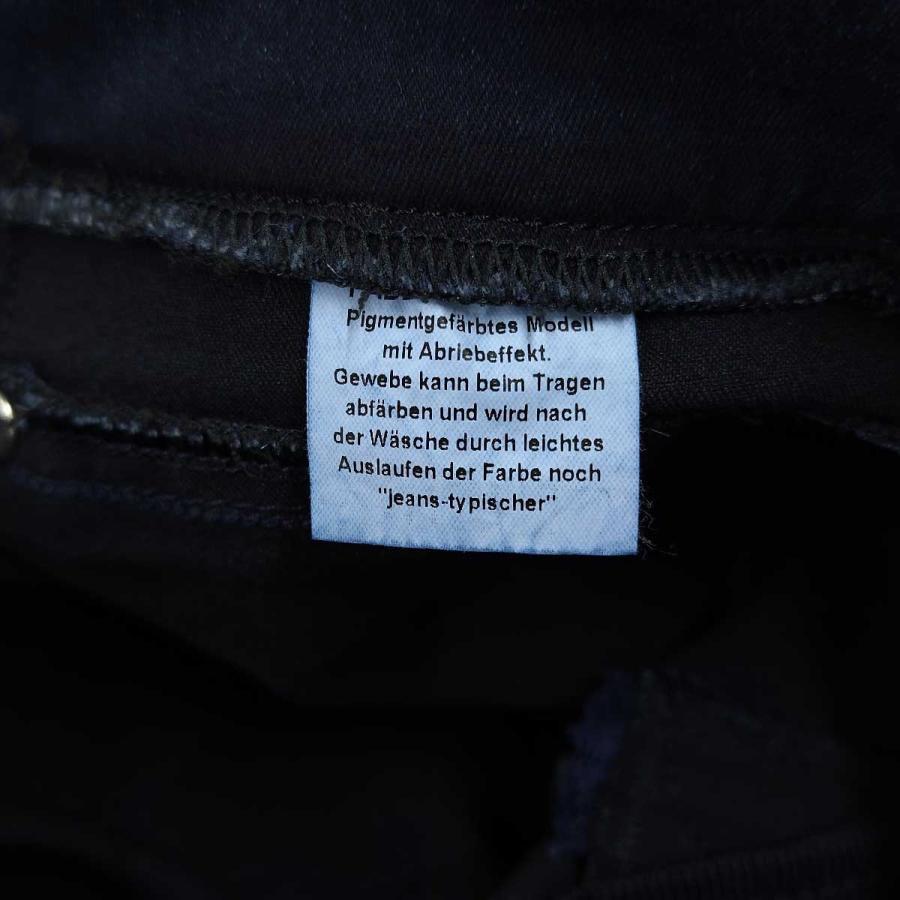 Pigmentgefärbtes Modell
mit Abriebeffekt.
Gewebe kann beim Tragen
abfärben und wird nach
der Wäsche durch leichtes
Auslaufen der Farbe noch
"jeans-typischer"